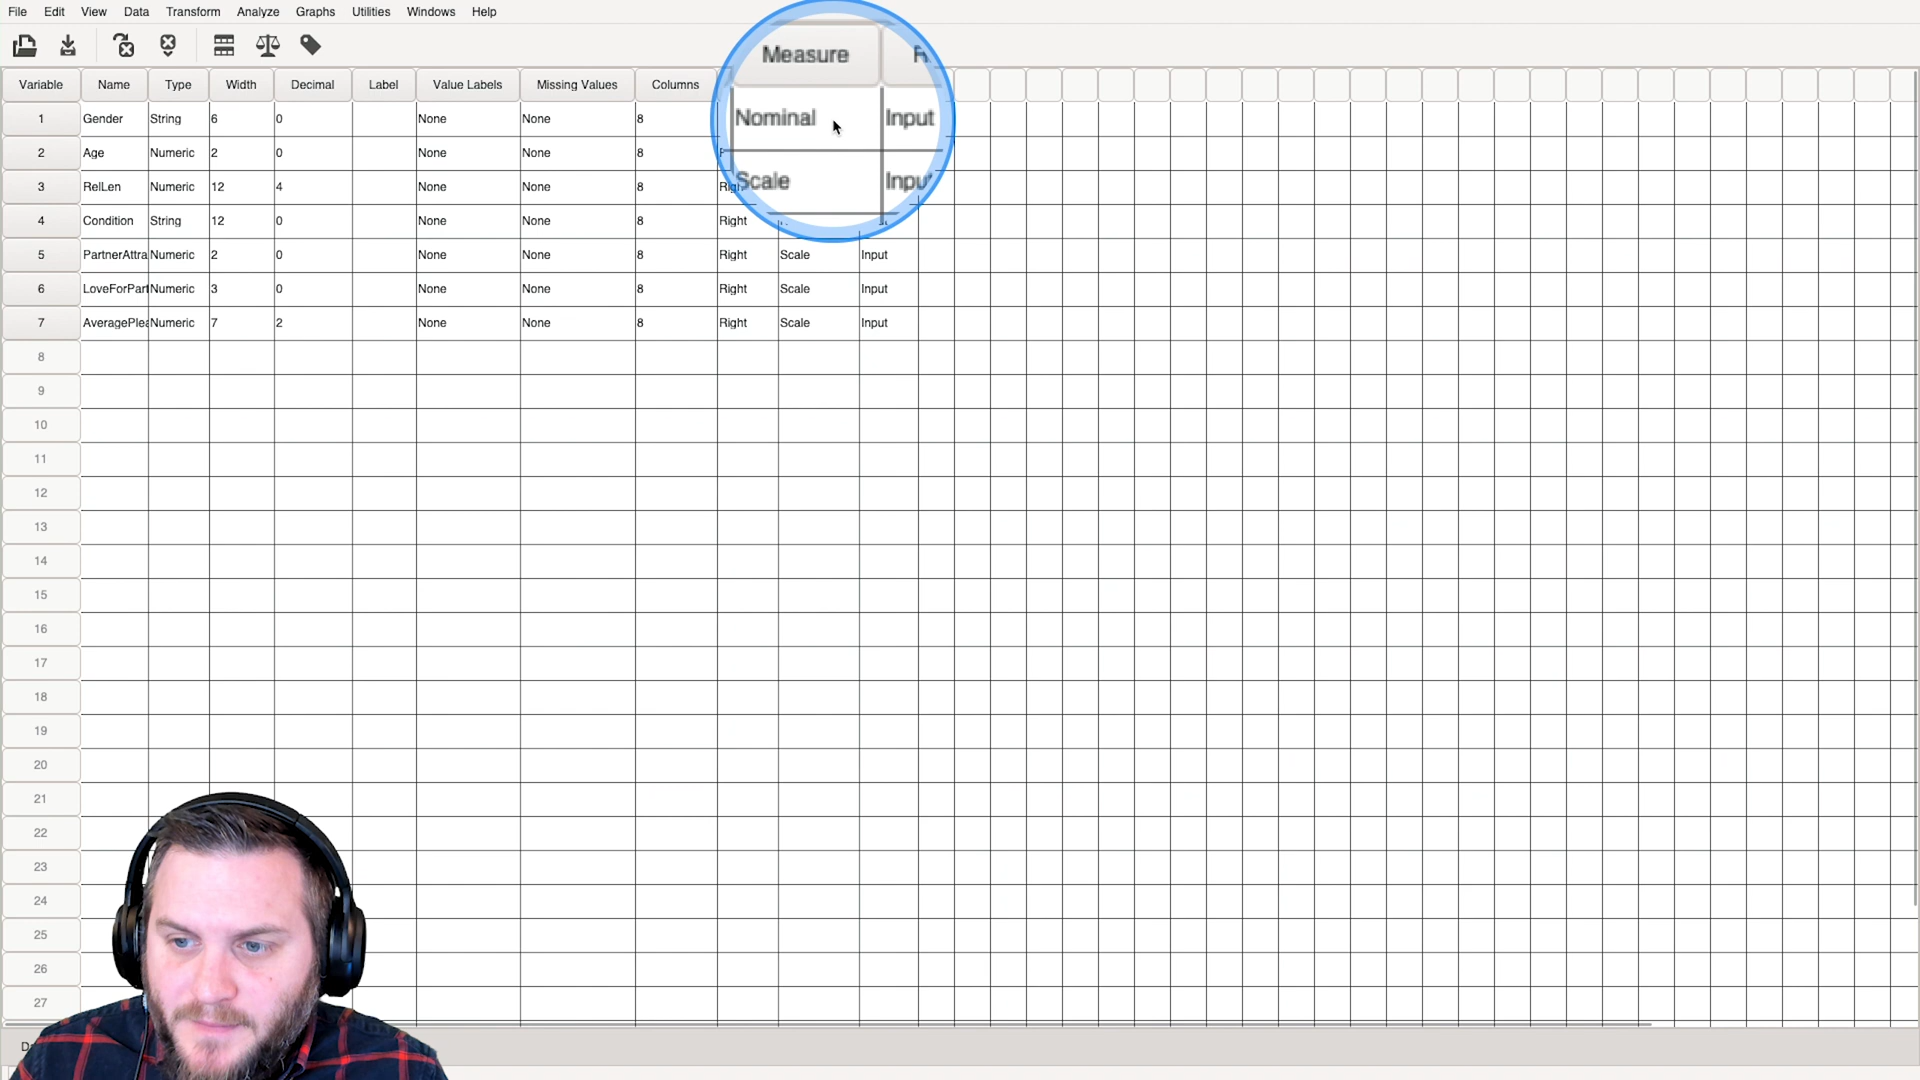 File Edit View Data Transform Analyze Graphs Utilities Windows Help
Variable Name Type Width Decimal Label Value Labels Missing Values Columns Measure
1 Gender String 6 0 None None 8 Nominal Input
2 Age Numeric 2 0 None None 8 Scale Input
3 RelLen Numeric 12 4 None None 8
4 Condition String 12 0 None None 8 Right
5 PartnerAttra Numeric 2 0 None None 8 Right Scale Input
6 LoveForPart Numeric 3 0 None None 8 Right Scale Input
7 AveragePlea Numeric 7 2 None None 8 Right Scale Input
8
9
10
11
12
13
14
15
16
17
18
19
20
21
22
23
24
25
26
27